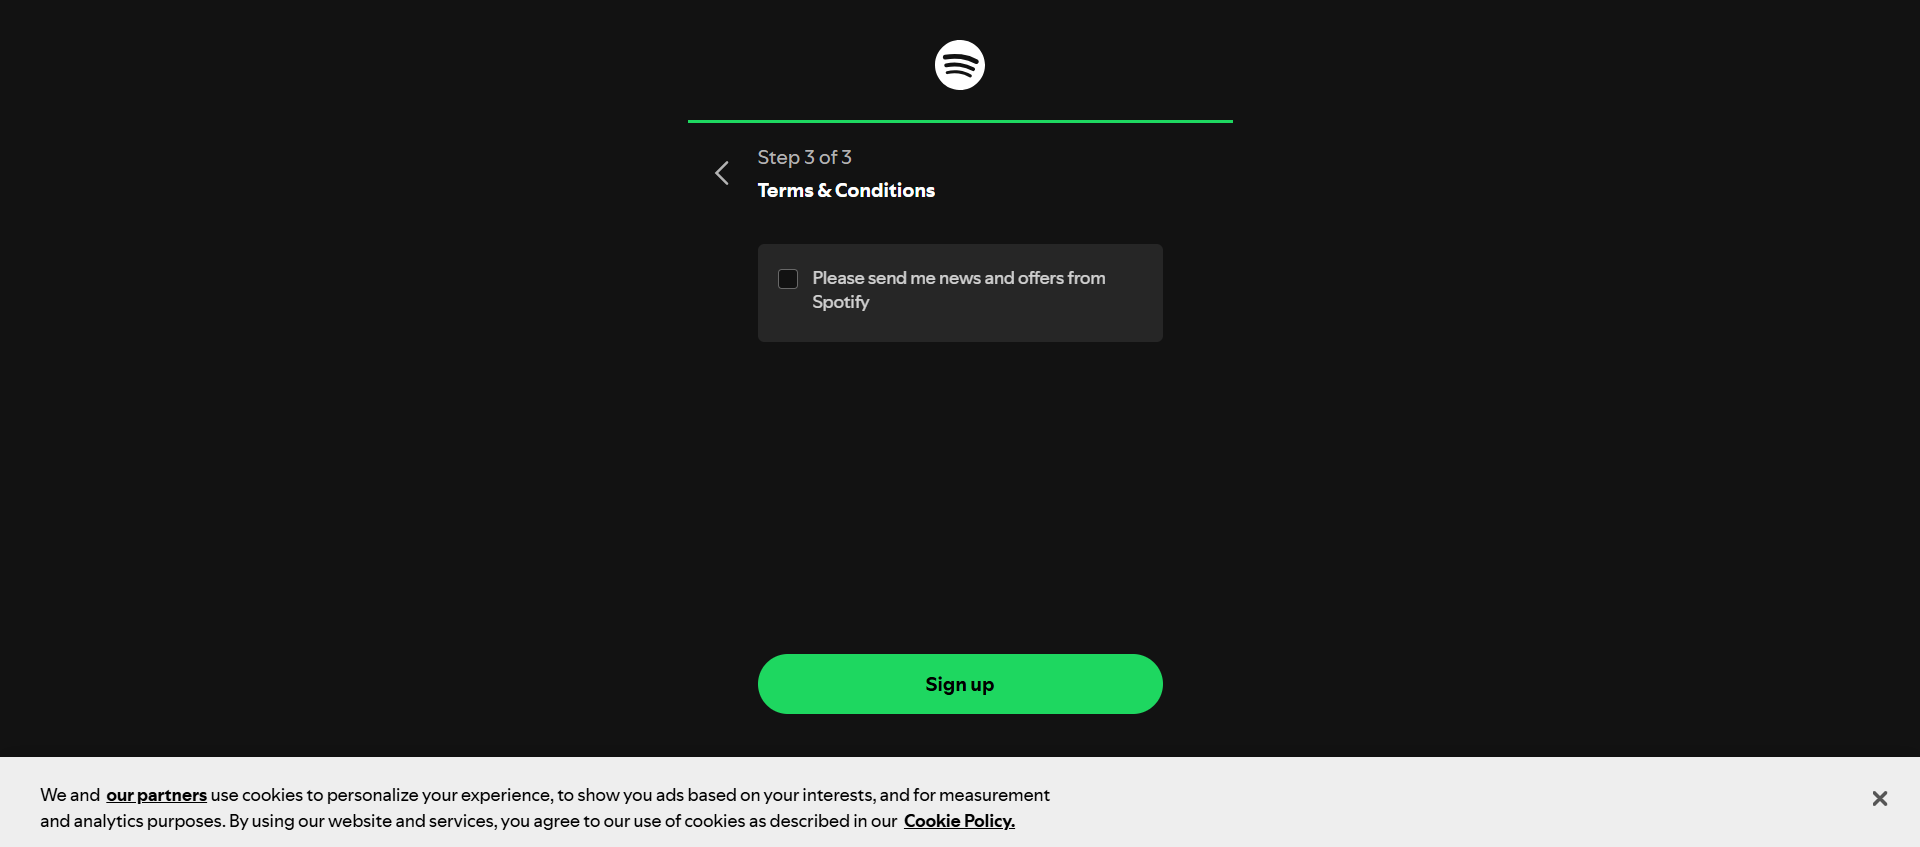 Step 3 of 3
Terms & Conditions
Please send me news and offers from
Spotify
Sign up
We and our partners use cookies to personalize your experience, to show you ads based on your interests, and for measurement
and analytics purposes. By using our website and services, you agree to our use of cookies as described in our Cookie Policy.